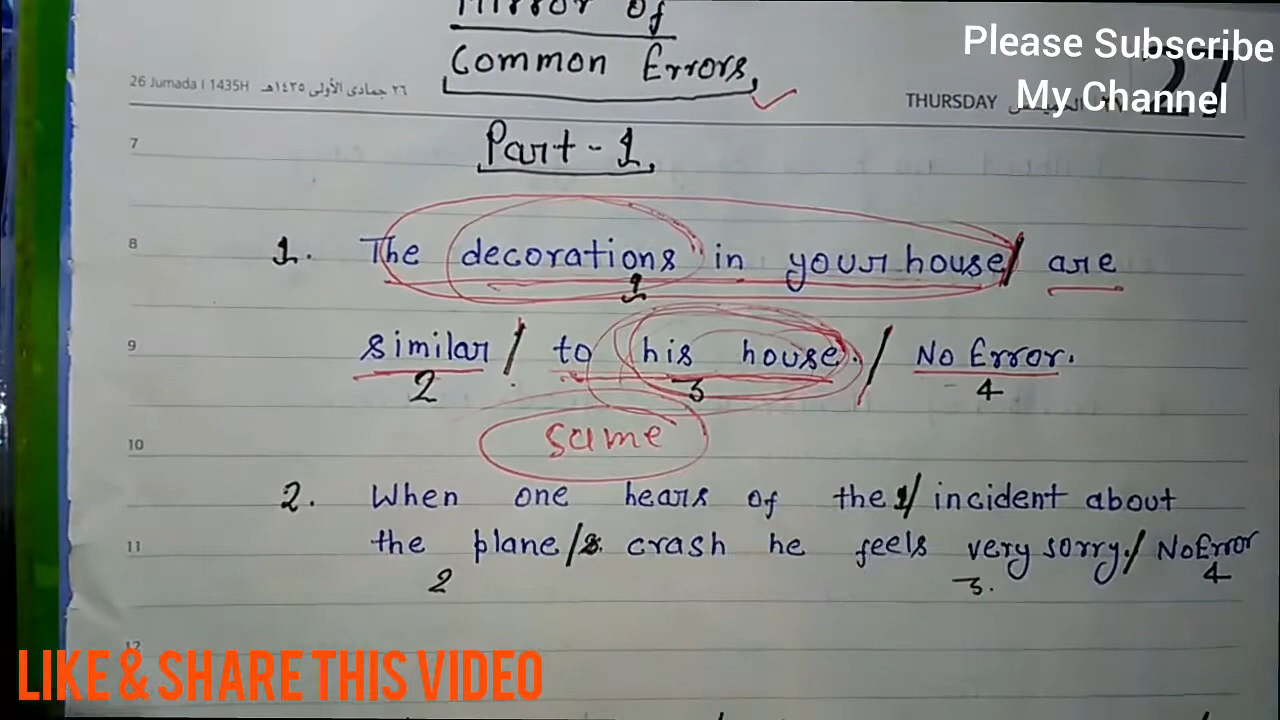 Mirror of
Common Errors
Please Subscribe
My Channel
26 Jumada I 1435H ٢٦ جمادى الأولى ١٤٣٥هـ
THURSDAY الخميس ٢٧ 27
Part-1
7
8
1. The decorations in your house/ are
1
9
similar/ to his house./ No Error.
2 3 4
10
same
2. When one hears of the 1/ incident about
11
the plane/ crash he feels very sorry./ No Error
2 3. 4
12
LIKE & SHARE THIS VIDEO